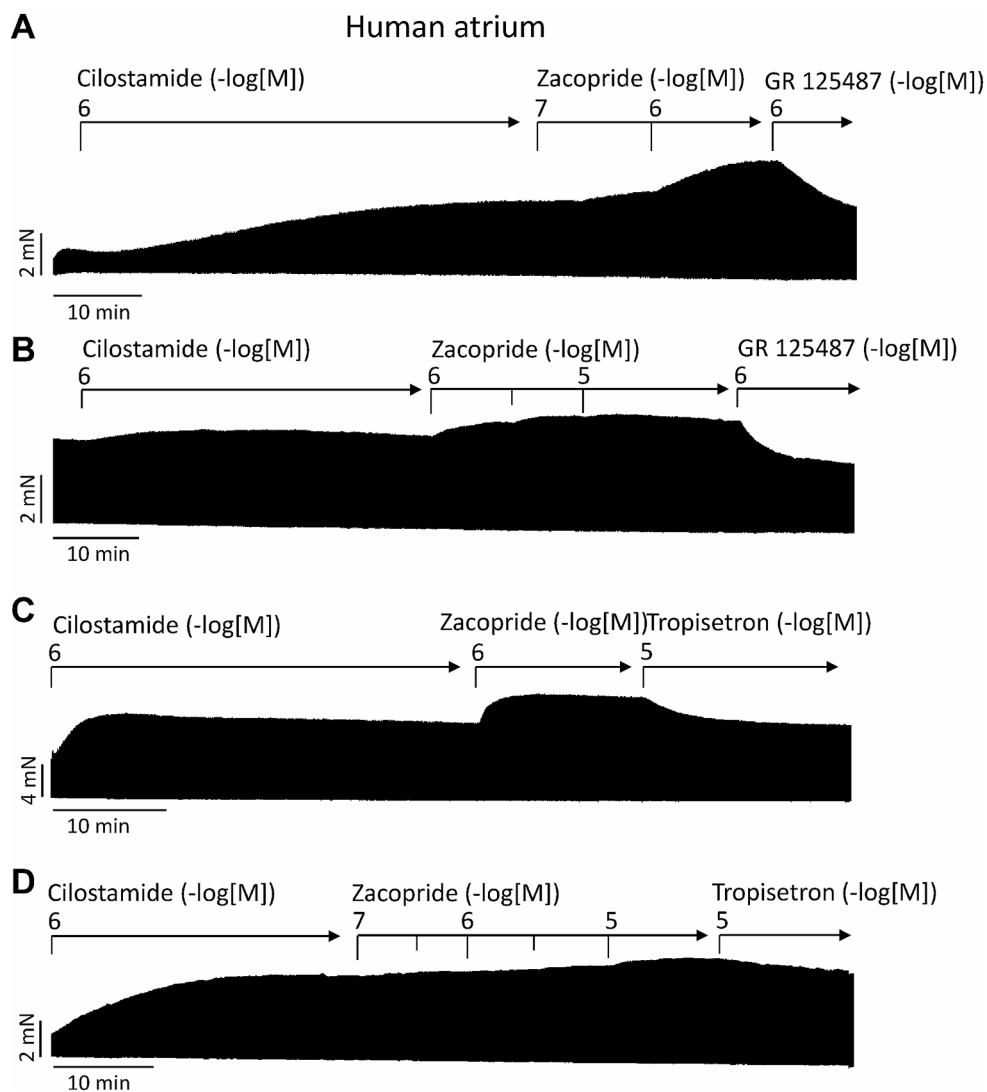 A
Human atrium
Cilostamide (-log[M])
Zacopride (-log[M])
GR 125487 (-log[M])
6
7
6
6
2 mN
10 min
B
Cilostamide (-log[M])
Zacopride (-log[M])
GR 125487 (-log[M])
6
6
5
6
2 mN
10 min
C
Cilostamide (-log[M])
Zacopride (-log[M])
Tropisetron (-log[M])
6
6
5
4 mN
10 min
D
Cilostamide (-log[M])
Zacopride (-log[M])
Tropisetron (-log[M])
6
7
6
5
5
2 mN
10 min